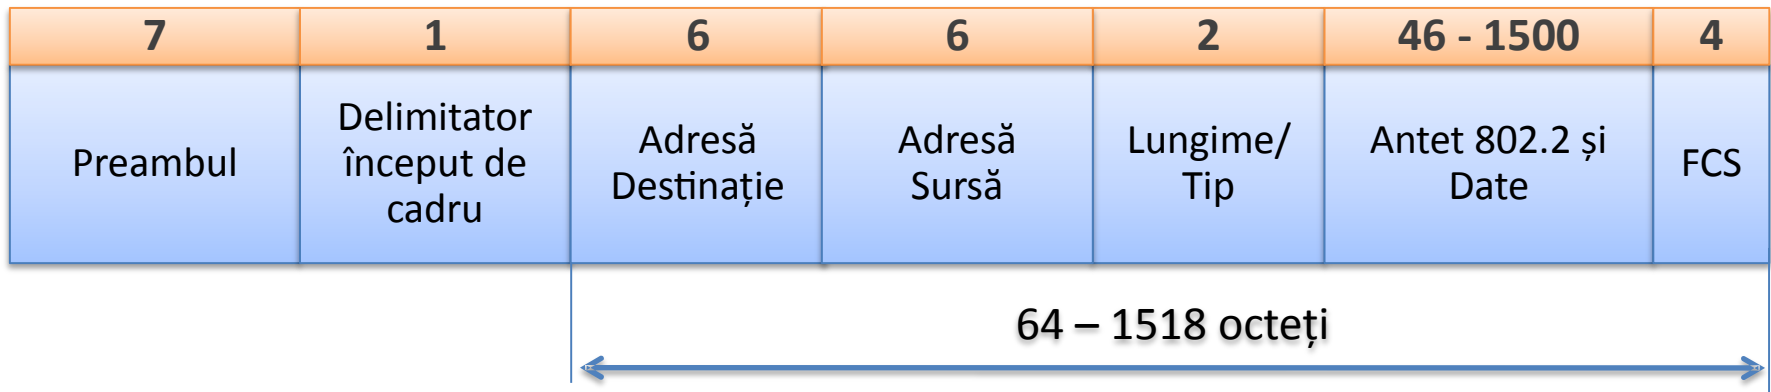 7 1 6 6 2 46 - 1500 4
Preambul
Delimitator
început de
cadru
Adresă
Destinație
Adresă
Sursă
Lungime/
Tip
Antet 802.2 și
Date
FCS
64 – 1518 octeți